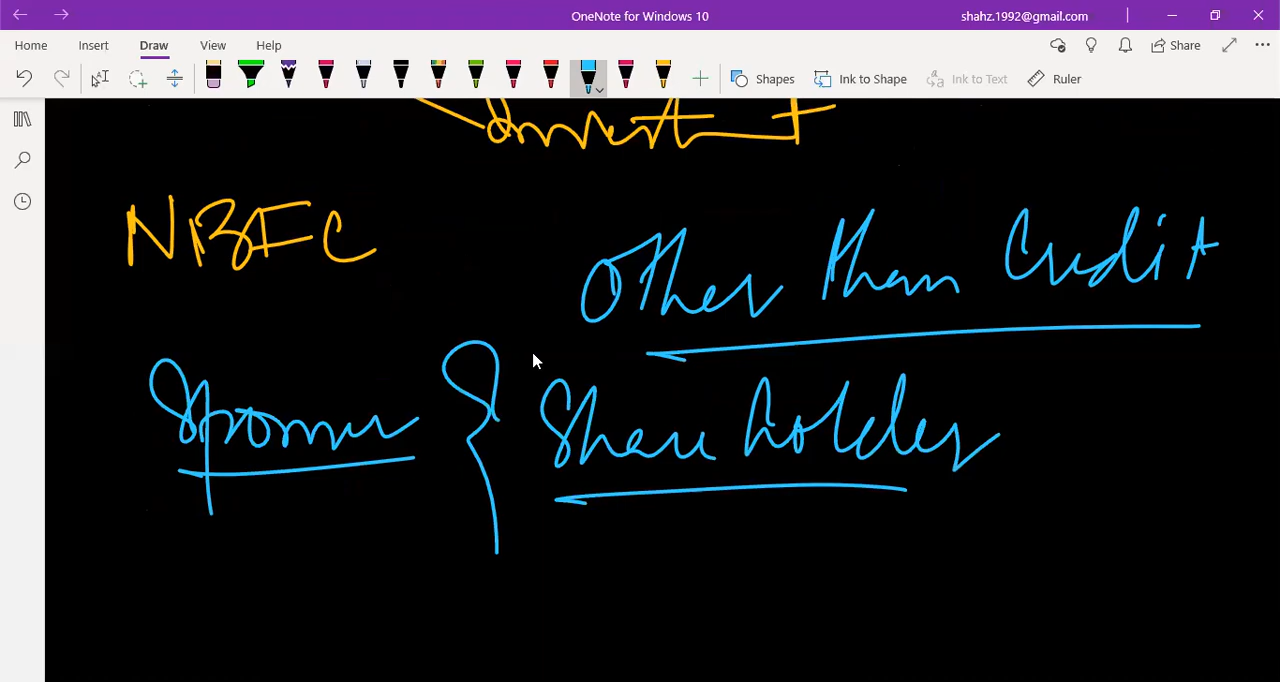 OneNote for Windows 10
shahz.1992@gmail.com
Home Insert Draw View Help
Share
Shapes
Ink to Shape
Ink to Text
Ruler
NBFC
Other than Credit
Sponsor
Share holder